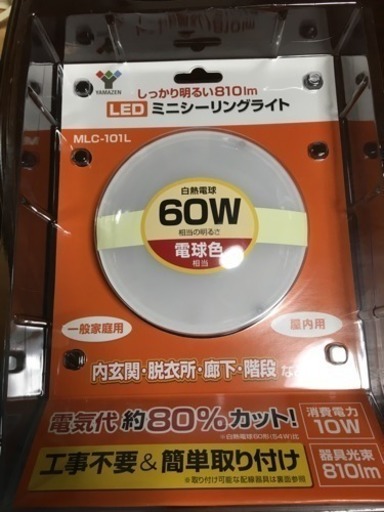 YAMAZEN
しっかり明るい810lm
LED ミニシーリングライト
MLC-101L
白熱電球
60W
相当の明るさ
電球色
相当
一般家庭用
屋内用
内玄関・脱衣所・廊下・階段 な
電気代約80%カット!
※白熱電球60形(54W)比
消費電力
10W
工事不要&簡単取り付け
※取り付け可能な配線器具は裏面参照
器具光束
810lm